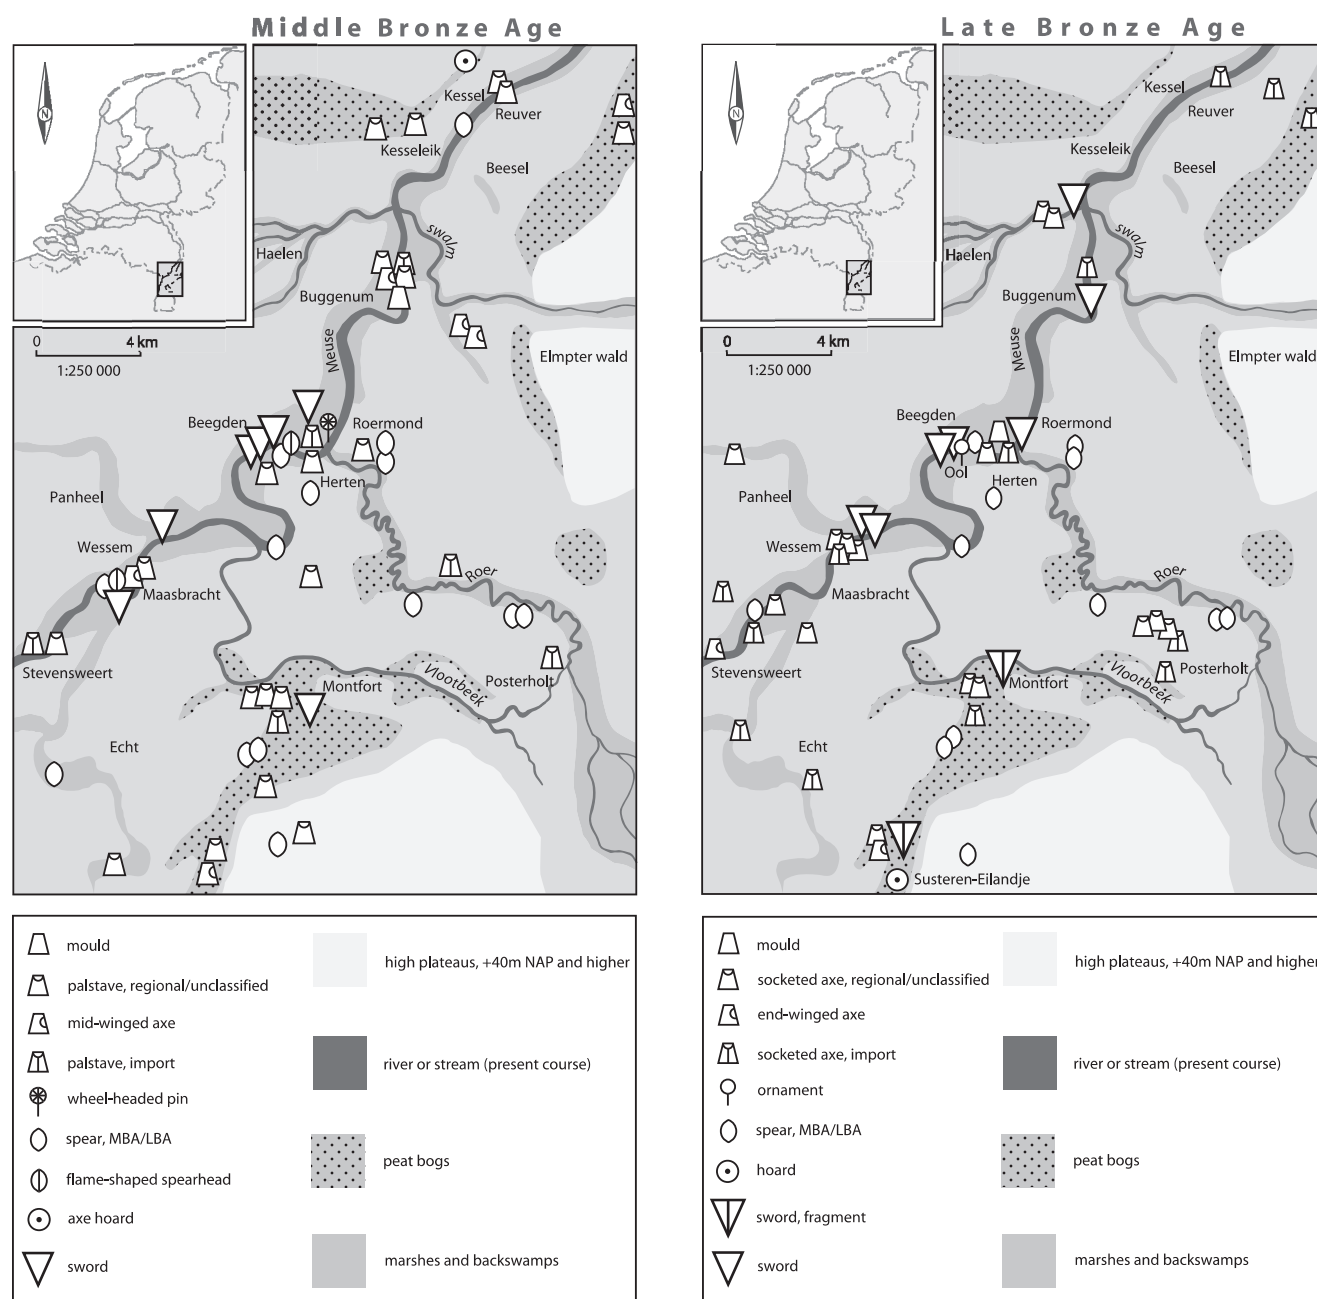 Middle Bronze Age
N
Kessel
Reuver
Kesseleik
Beesel
swalm
Haelen
Buggenum
Meuse
0 4 km
1:250 000
Elmpter wald
Beegden
Roermond
Herten
Panheel
Wessem
Maasbracht
Roer
Stevensweert
Montfort
Vlootbeek
Posterholt
Echt
mould
palstave, regional/unclassified
mid-winged axe
palstave, import
wheel-headed pin
spear, MBA/LBA
flame-shaped spearhead
axe hoard
sword
high plateaus, +40m NAP and higher
river or stream (present course)
peat bogs
marshes and backswamps
Late Bronze Age
N
Kessel
Reuver
Kesseleik
Beesel
swalm
Haelen
Buggenum
Meuse
0 4 km
1:250 000
Elmpter wald
Beegden
Roermond
Ool
Herten
Panheel
Wessem
Maasbracht
Roer
Stevensweert
Montfort
Vlootbeek
Posterholt
Echt
Susteren-Eilandje
mould
socketed axe, regional/unclassified
end-winged axe
socketed axe, import
ornament
spear, MBA/LBA
hoard
sword, fragment
sword
high plateaus, +40m NAP and higher
river or stream (present course)
peat bogs
marshes and backswamps